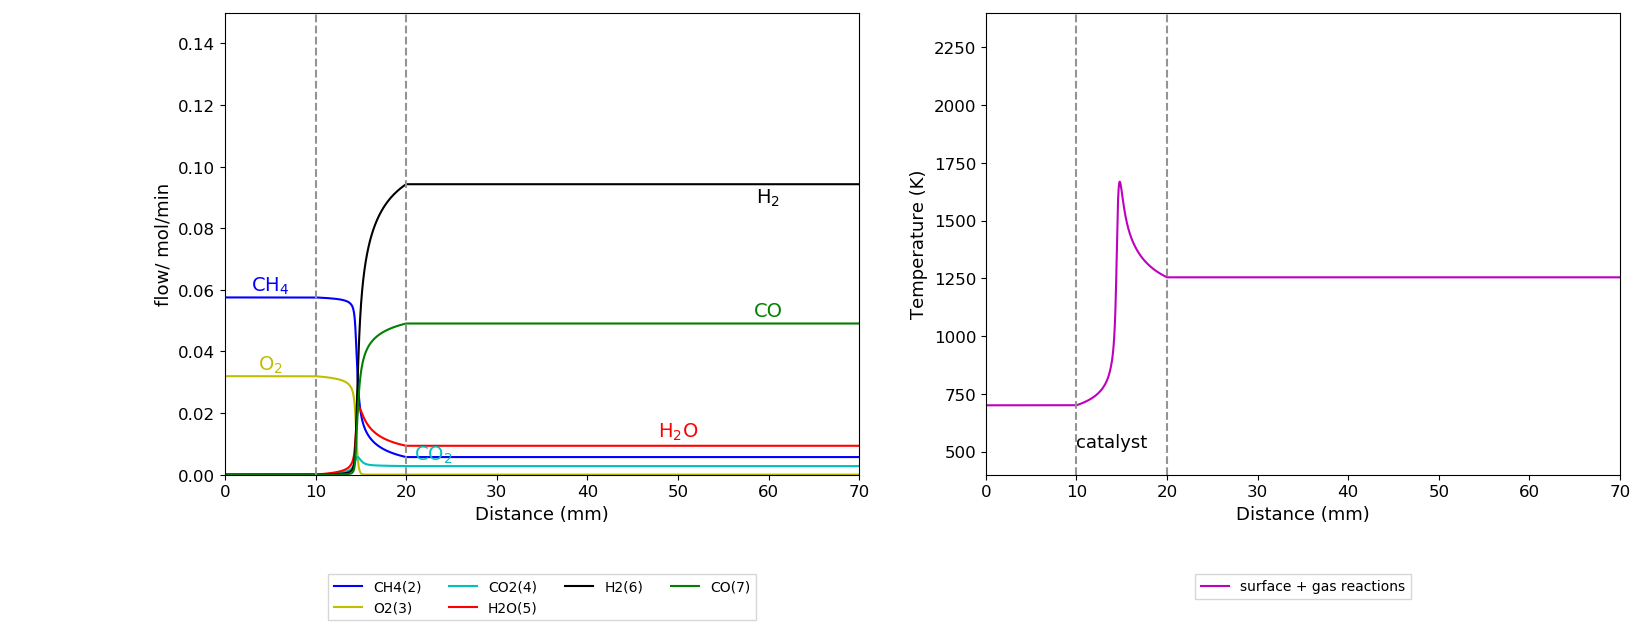 0.14
0.12
0.10
0.08
0.06
0.04
0.02
0.00
flow/ mol/min
CH4
O2
H2
CO
H2O
CO2
0 10 20 30 40 50 60 70
Distance (mm)
CH4(2) CO2(4) H2(6) CO(7)
O2(3) H2O(5)
2250
2000
1750
1500
1250
1000
750
500
Temperature (K)
catalyst
0 10 20 30 40 50 60 70
Distance (mm)
surface + gas reactions